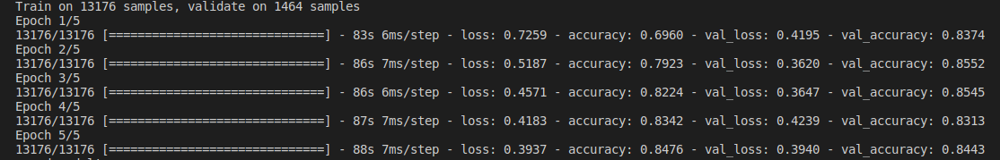 Train on 13176 samples, validate on 1464 samples
Epoch 1/5
13176/13176 [==============================] - 83s 6ms/step - loss: 0.7259 - accuracy: 0.6960 - val_loss: 0.4195 - val_accuracy: 0.8374
Epoch 2/5
13176/13176 [==============================] - 86s 7ms/step - loss: 0.5187 - accuracy: 0.7923 - val_loss: 0.3620 - val_accuracy: 0.8552
Epoch 3/5
13176/13176 [==============================] - 86s 6ms/step - loss: 0.4571 - accuracy: 0.8224 - val_loss: 0.3647 - val_accuracy: 0.8545
Epoch 4/5
13176/13176 [==============================] - 87s 7ms/step - loss: 0.4183 - accuracy: 0.8342 - val_loss: 0.4239 - val_accuracy: 0.8313
Epoch 5/5
13176/13176 [==============================] - 88s 7ms/step - loss: 0.3937 - accuracy: 0.8476 - val_loss: 0.3940 - val_accuracy: 0.8443